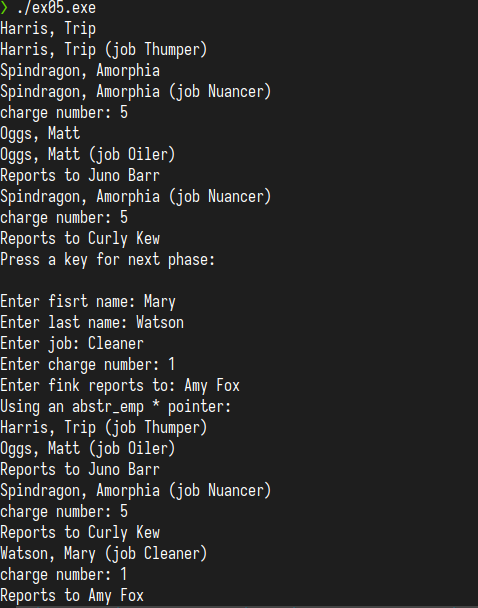 ❯ ./ex05.exe
Harris, Trip
Harris, Trip (job Thumper)
Spindragon, Amorphia
Spindragon, Amorphia (job Nuancer)
charge number: 5
Oggs, Matt
Oggs, Matt (job Oiler)
Reports to Juno Barr
Spindragon, Amorphia (job Nuancer)
charge number: 5
Reports to Curly Kew
Press a key for next phase:
Enter fisrt name: Mary
Enter last name: Watson
Enter job: Cleaner
Enter charge number: 1
Enter fink reports to: Amy Fox
Using an abstr_emp * pointer:
Harris, Trip (job Thumper)
Oggs, Matt (job Oiler)
Reports to Juno Barr
Spindragon, Amorphia (job Nuancer)
charge number: 5
Reports to Curly Kew
Watson, Mary (job Cleaner)
charge number: 1
Reports to Amy Fox